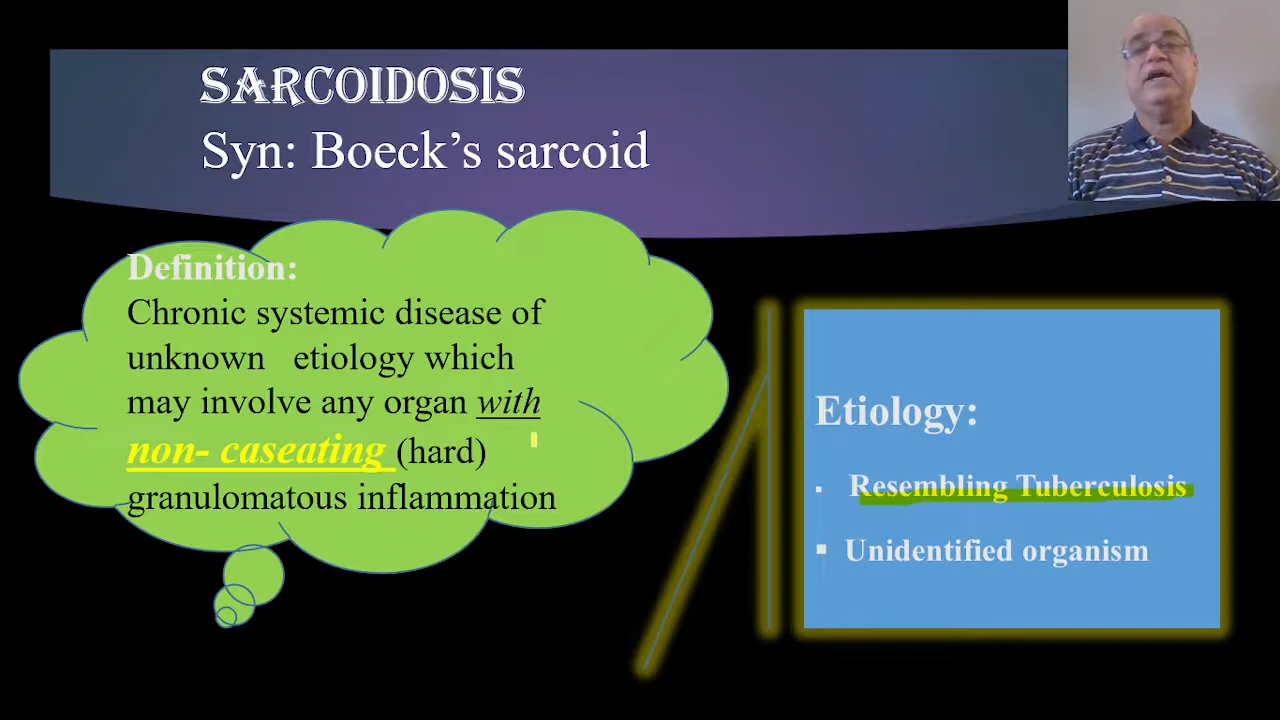 SARCOIDOSIS
Syn: Boeck's sarcoid
Definition:
Chronic systemic disease of
unknown etiology which
may involve any organ with
non- caseating (hard)
granulomatous inflammation
Etiology:
▪ Resembling Tuberculosis
▪ Unidentified organism